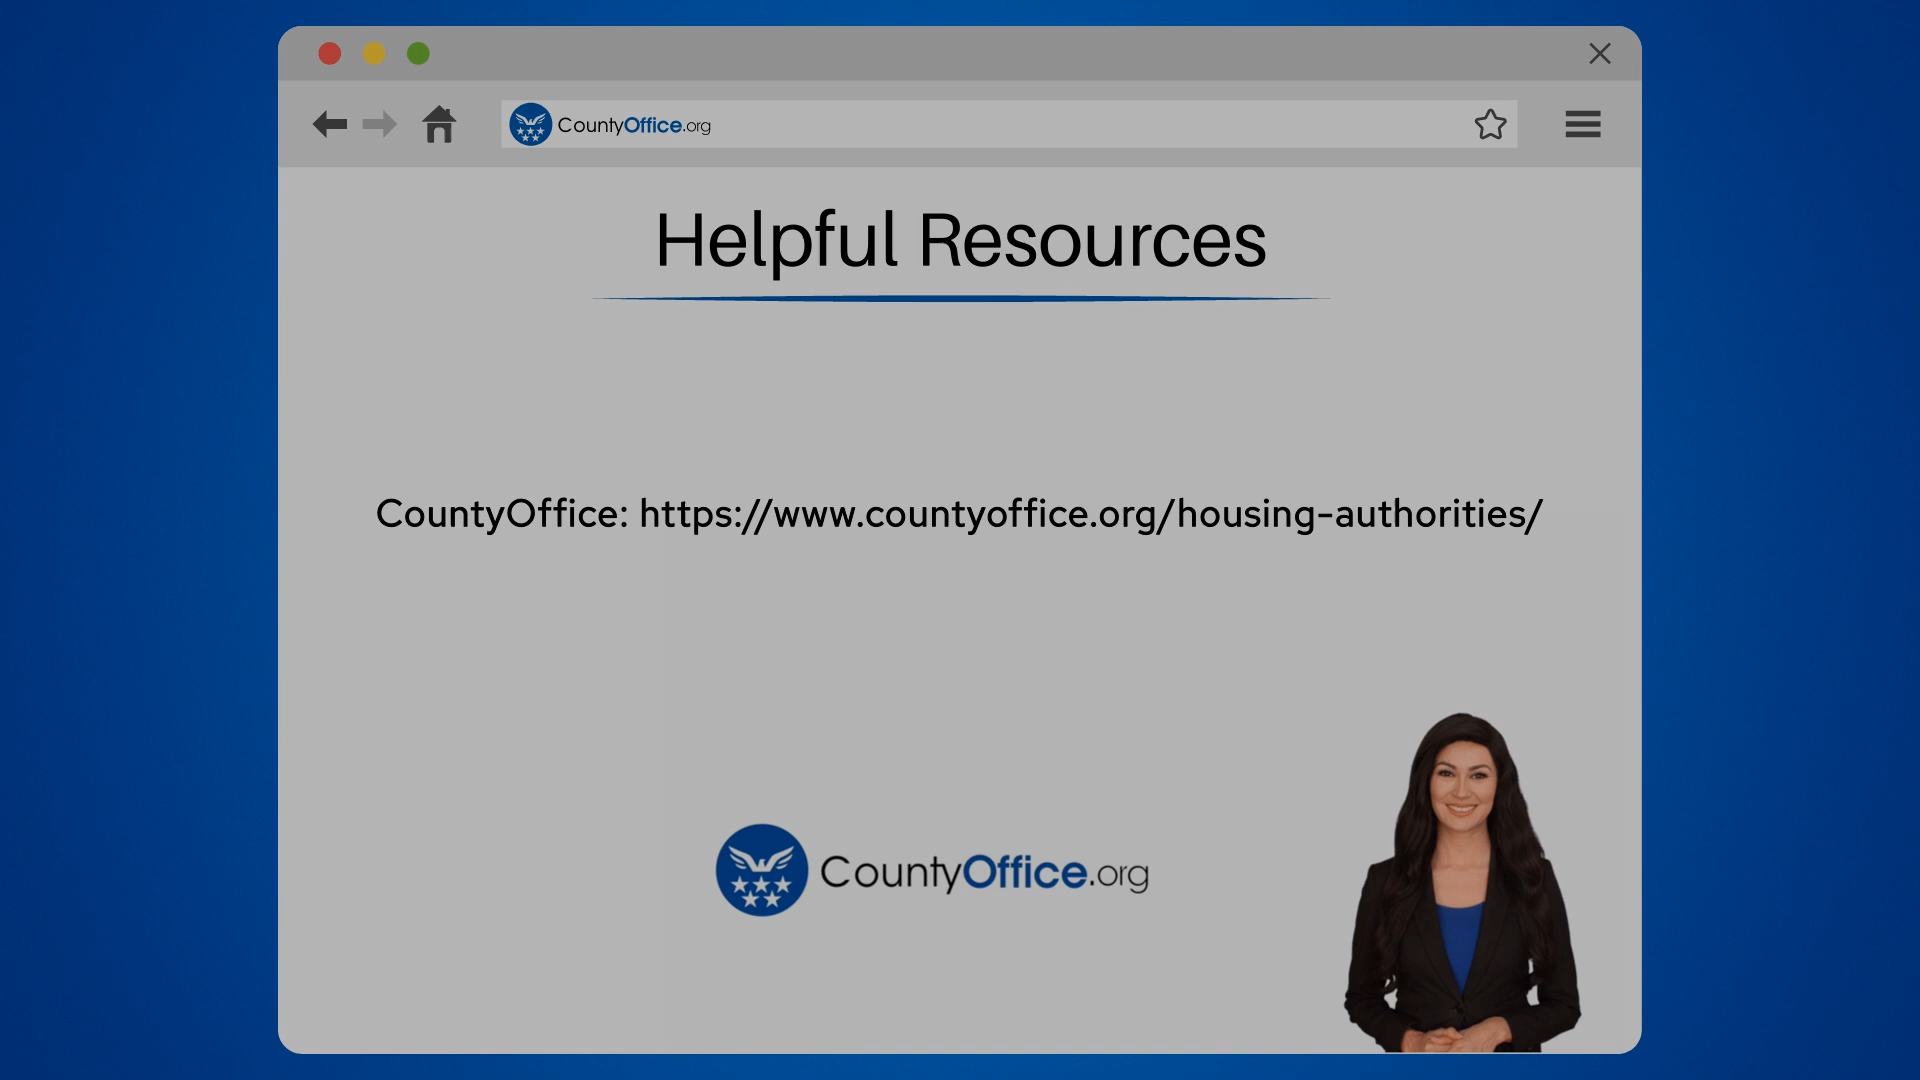 CountyOffice.org
Helpful Resources
CountyOffice: https://www.countyoffice.org/housing-authorities/
CountyOffice.org